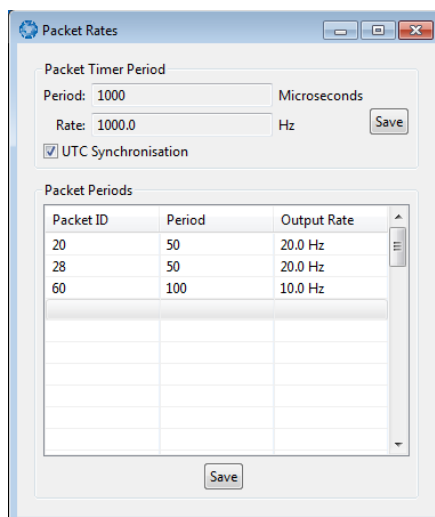 Packet Rates
Packet Timer Period
Period: 1000 Microseconds
Rate: 1000.0 Hz Save
UTC Synchronisation
Packet Periods
Packet ID Period Output Rate
20 50 20.0 Hz
28 50 20.0 Hz
60 100 10.0 Hz
Save